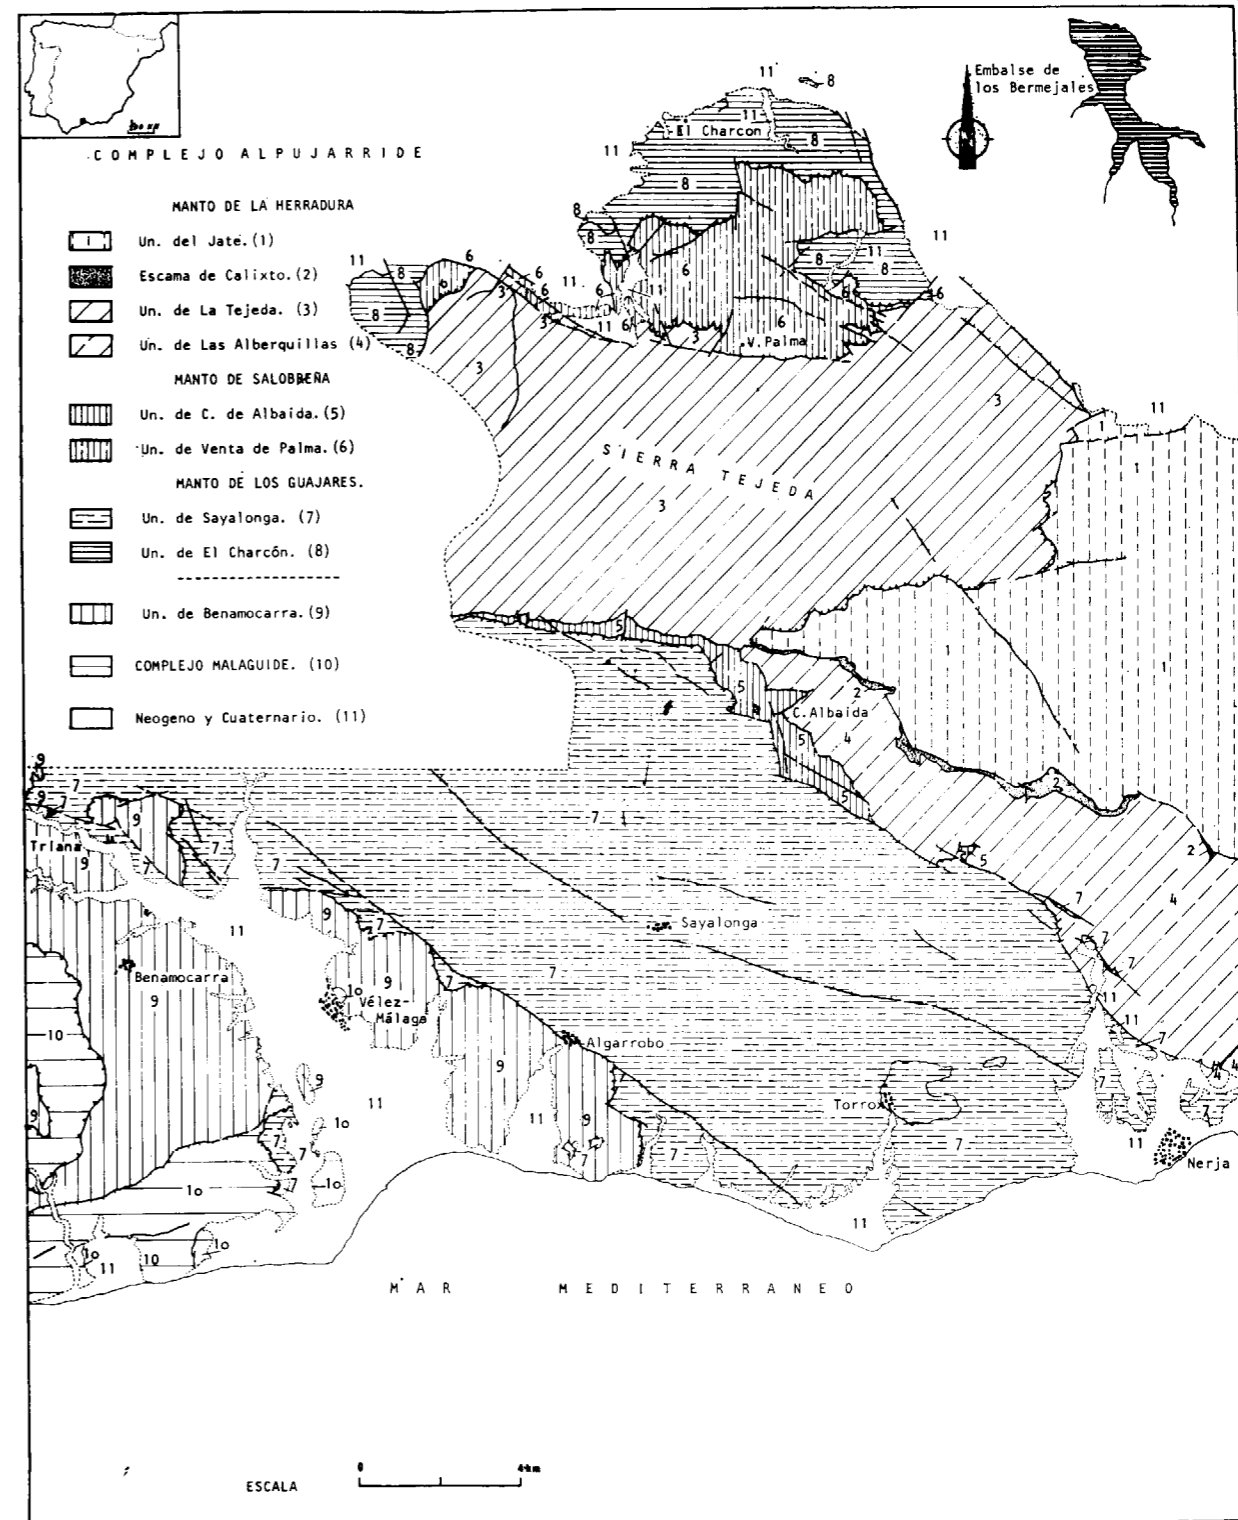 COMPLEJO ALPUJARRIDE
MANTO DE LA HERRADURA
Un. del Jate. (1)
Escama de Calixto. (2)
Un. de La Tejeda. (3)
Un. de Las Alberquillas (4)
MANTO DE SALOBREÑA
Un. de C. de Albaida. (5)
Un. de Venta de Palma. (6)
MANTO DE LOS GUAJARES.
Un. de Sayalonga. (7)
Un. de El Charcón. (8)
Un. de Benamocarra. (9)
COMPLEJO MALAGUIDE. (10)
Neogeno y Cuaternario. (11)
Embalse de
los Bermejales
El Charcon
V. Palma
SIERRA TEJEDA
C. Albaida
Triana
Sayalonga
Benamocarra
Vélez-
Málaga
Algarrobo
Torrox
Nerja
MAR MEDITERRANEO
ESCALA
0 4 km